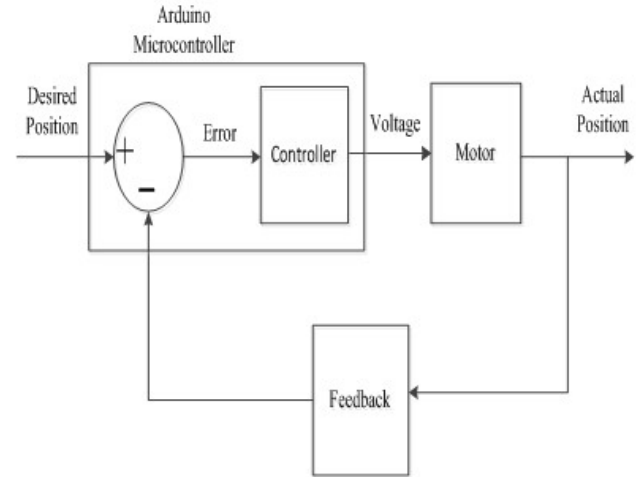 Arduino
Microcontroller
Desired
Position
+
−
Error
Controller
Voltage
Motor
Actual
Position
Feedback